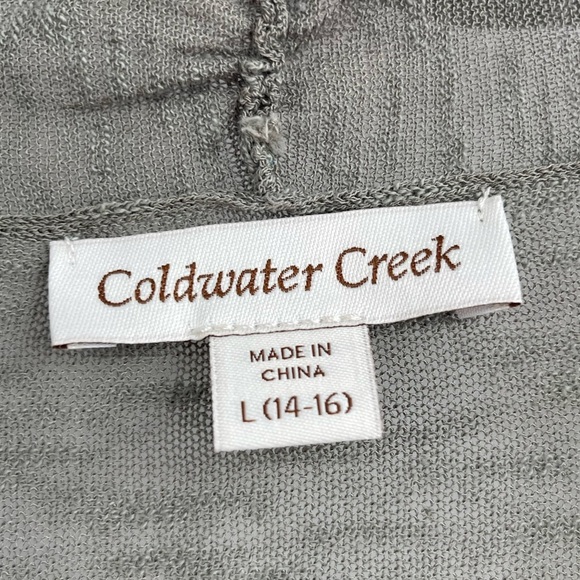 Coldwater Creek
MADE IN
CHINA
L (14-16)